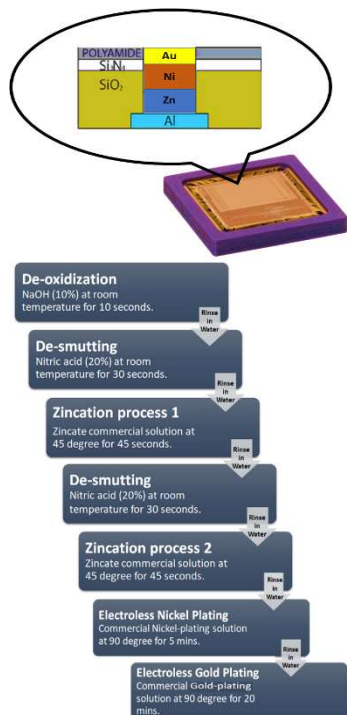 POLYAMIDE
Au
Si₃N₄
Ni
SiO₂
Zn
Al
De-oxidization
NaOH (10%) at room
temperature for 10 seconds.
Rinse
in
Water
De-smutting
Nitric acid (20%) at room
temperature for 30 seconds.
Rinse
in
Water
Zincation process 1
Zincate commercial solution at
45 degree for 45 seconds.
Rinse
in
Water
De-smutting
Nitric acid (20%) at room
temperature for 30 seconds.
Rinse
in
Water
Zincation process 2
Zincate commercial solution at
45 degree for 45 seconds.
Rinse
in
Water
Electroless Nickel Plating
Commercial Nickel-plating solution
at 90 degree for 5 mins.
Rinse
in
Water
Electroless Gold Plating
Commercial Gold-plating
solution at 90 degree for 20
mins.